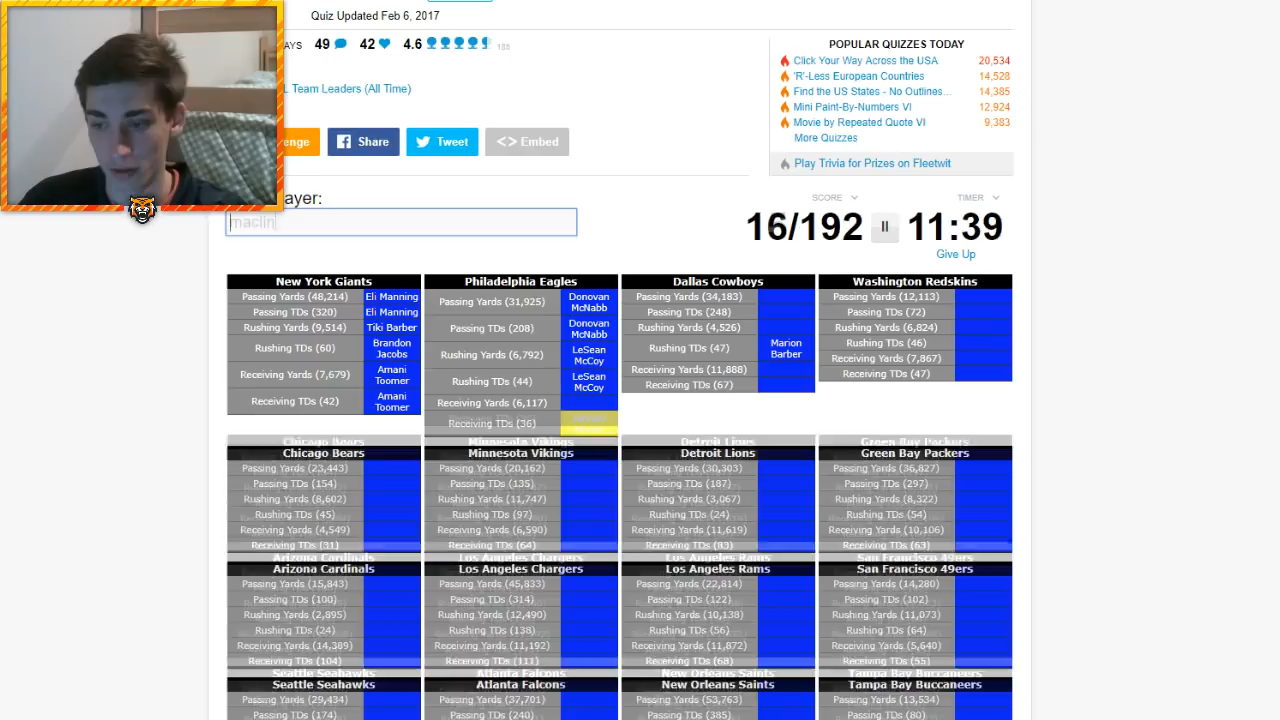 Quiz Updated Feb 6, 2017
AYS 49 42 4.6 188
L Team Leaders (All Time)
enge Share Tweet <> Embed
POPULAR QUIZZES TODAY
Click Your Way Across the USA 20,534
'R'-Less European Countries 14,528
Find the US States - No Outlines... 14,385
Mini Paint-By-Numbers VI 12,924
Movie by Repeated Quote VI 9,383
More Quizzes
Play Trivia for Prizes on Fleetwit
ayer:
maclin
SCORE TIMER
16/192 11:39
Give Up
New York Giants
Passing Yards (48,214) Eli Manning
Passing TDs (320) Eli Manning
Rushing Yards (9,514) Tiki Barber
Rushing TDs (60) Brandon Jacobs
Receiving Yards (7,679) Amani Toomer
Receiving TDs (42) Amani Toomer
Philadelphia Eagles
Passing Yards (31,925) Donovan McNabb
Passing TDs (208) Donovan McNabb
Rushing Yards (6,792) LeSean McCoy
Rushing TDs (44) LeSean McCoy
Receiving Yards (6,117)
Receiving TDs (36)
Dallas Cowboys
Passing Yards (34,183)
Passing TDs (248)
Rushing Yards (4,526)
Rushing TDs (47) Marion Barber
Receiving Yards (11,888)
Receiving TDs (67)
Washington Redskins
Passing Yards (12,113)
Passing TDs (72)
Rushing Yards (6,824)
Rushing TDs (46)
Receiving Yards (7,867)
Receiving TDs (47)
Chicago Bears
Passing Yards (23,443)
Passing TDs (154)
Rushing Yards (8,602)
Rushing TDs (45)
Receiving Yards (4,549)
Receiving TDs (31)
Minnesota Vikings
Passing Yards (20,162)
Passing TDs (135)
Rushing Yards (11,747)
Rushing TDs (97)
Receiving Yards (6,590)
Receiving TDs (64)
Detroit Lions
Passing Yards (30,303)
Passing TDs (187)
Rushing Yards (3,067)
Rushing TDs (24)
Receiving Yards (11,619)
Receiving TDs (83)
Green Bay Packers
Passing Yards (36,827)
Passing TDs (297)
Rushing Yards (8,322)
Rushing TDs (54)
Receiving Yards (10,106)
Receiving TDs (63)
Arizona Cardinals
Passing Yards (15,843)
Passing TDs (100)
Rushing Yards (2,895)
Rushing TDs (24)
Receiving Yards (14,389)
Receiving TDs (104)
Los Angeles Chargers
Passing Yards (45,833)
Passing TDs (314)
Rushing Yards (12,490)
Rushing TDs (138)
Receiving Yards (11,192)
Receiving TDs (111)
Los Angeles Rams
Passing Yards (22,814)
Passing TDs (122)
Rushing Yards (10,138)
Rushing TDs (56)
Receiving Yards (11,872)
Receiving TDs (68)
San Francisco 49ers
Passing Yards (14,280)
Passing TDs (102)
Rushing Yards (11,073)
Rushing TDs (64)
Receiving Yards (5,640)
Receiving TDs (55)
Seattle Seahawks
Passing Yards (29,434)
Passing TDs (174)
Atlanta Falcons
Passing Yards (37,701)
Passing TDs (240)
New Orleans Saints
Passing Yards (53,763)
Passing TDs (385)
Tampa Bay Buccaneers
Passing Yards (13,534)
Passing TDs (80)